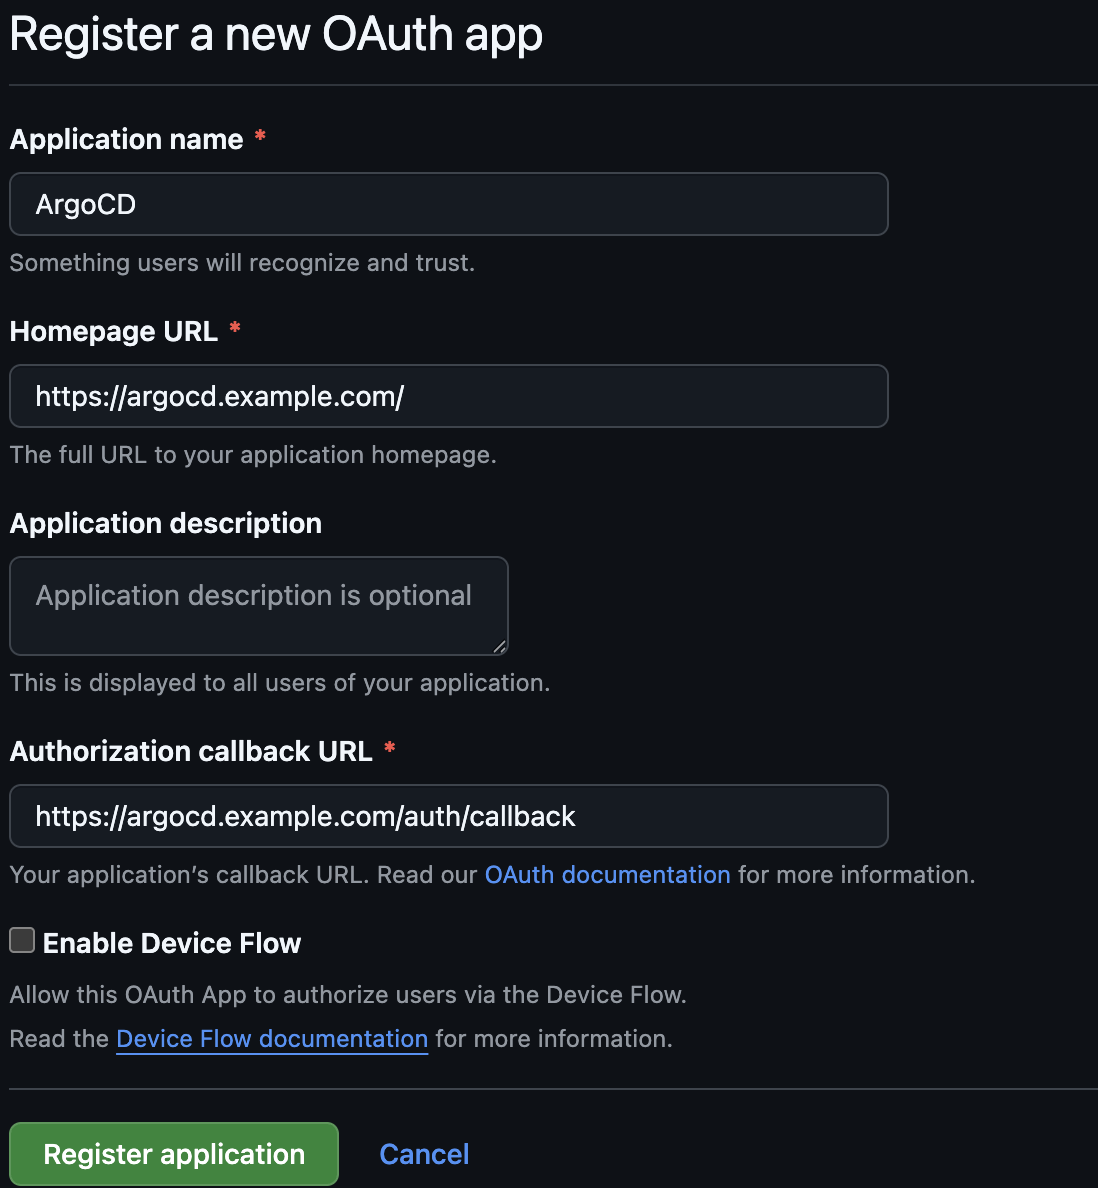 Register a new OAuth app
Application name *
ArgoCD
Something users will recognize and trust.
Homepage URL *
https://argocd.example.com/
The full URL to your application homepage.
Application description
Application description is optional
This is displayed to all users of your application.
Authorization callback URL *
https://argocd.example.com/auth/callback
Your application’s callback URL. Read our OAuth documentation for more information.
Enable Device Flow
Allow this OAuth App to authorize users via the Device Flow.
Read the Device Flow documentation for more information.
Register application Cancel